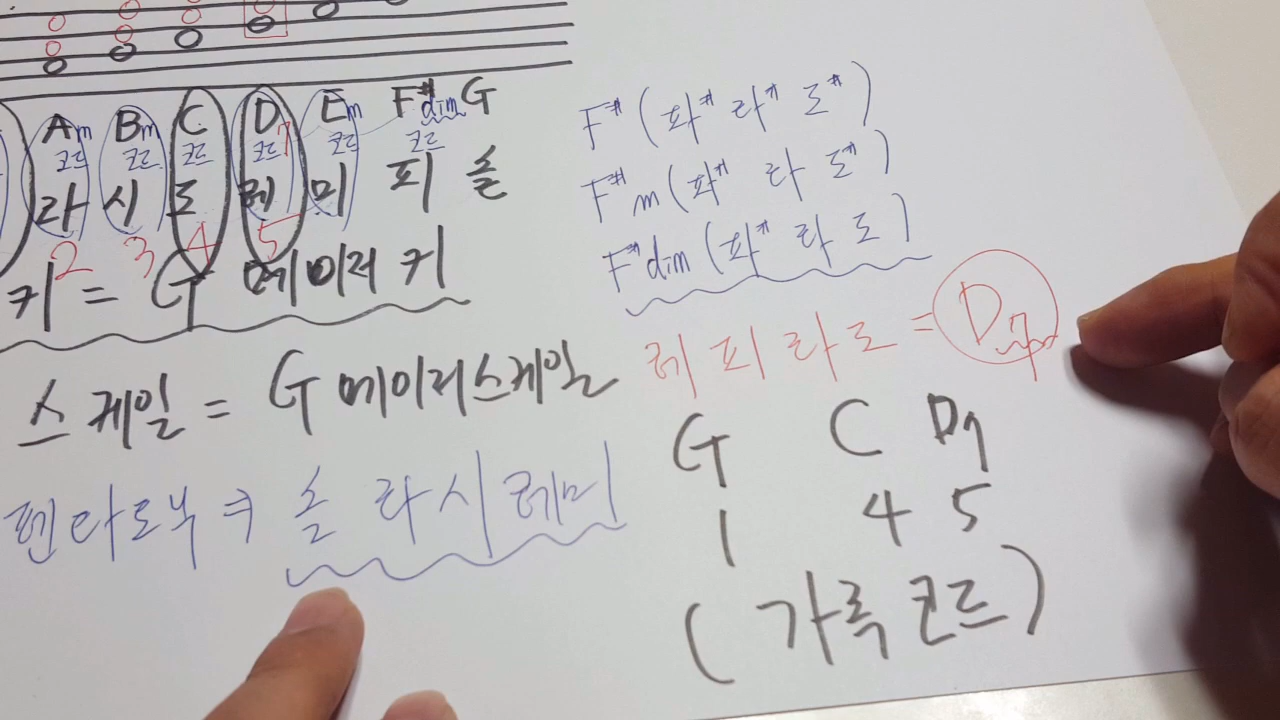 Am Bm C D7 Em F#dim G
코드 코드 코드 코드 코드 코드
라 시 도 레 미 피 솔
2 3 4 5
키 = G 메이저 키
스케일 = G 메이저스케일
펜타토닉 => 솔 라 시 레 미
F# (파# 라# 도#)
F#m (파# 라 도#)
F#dim (파# 라 도)
레 피 라 도 = D7
G C D7
1 4 5
(가족 코드)